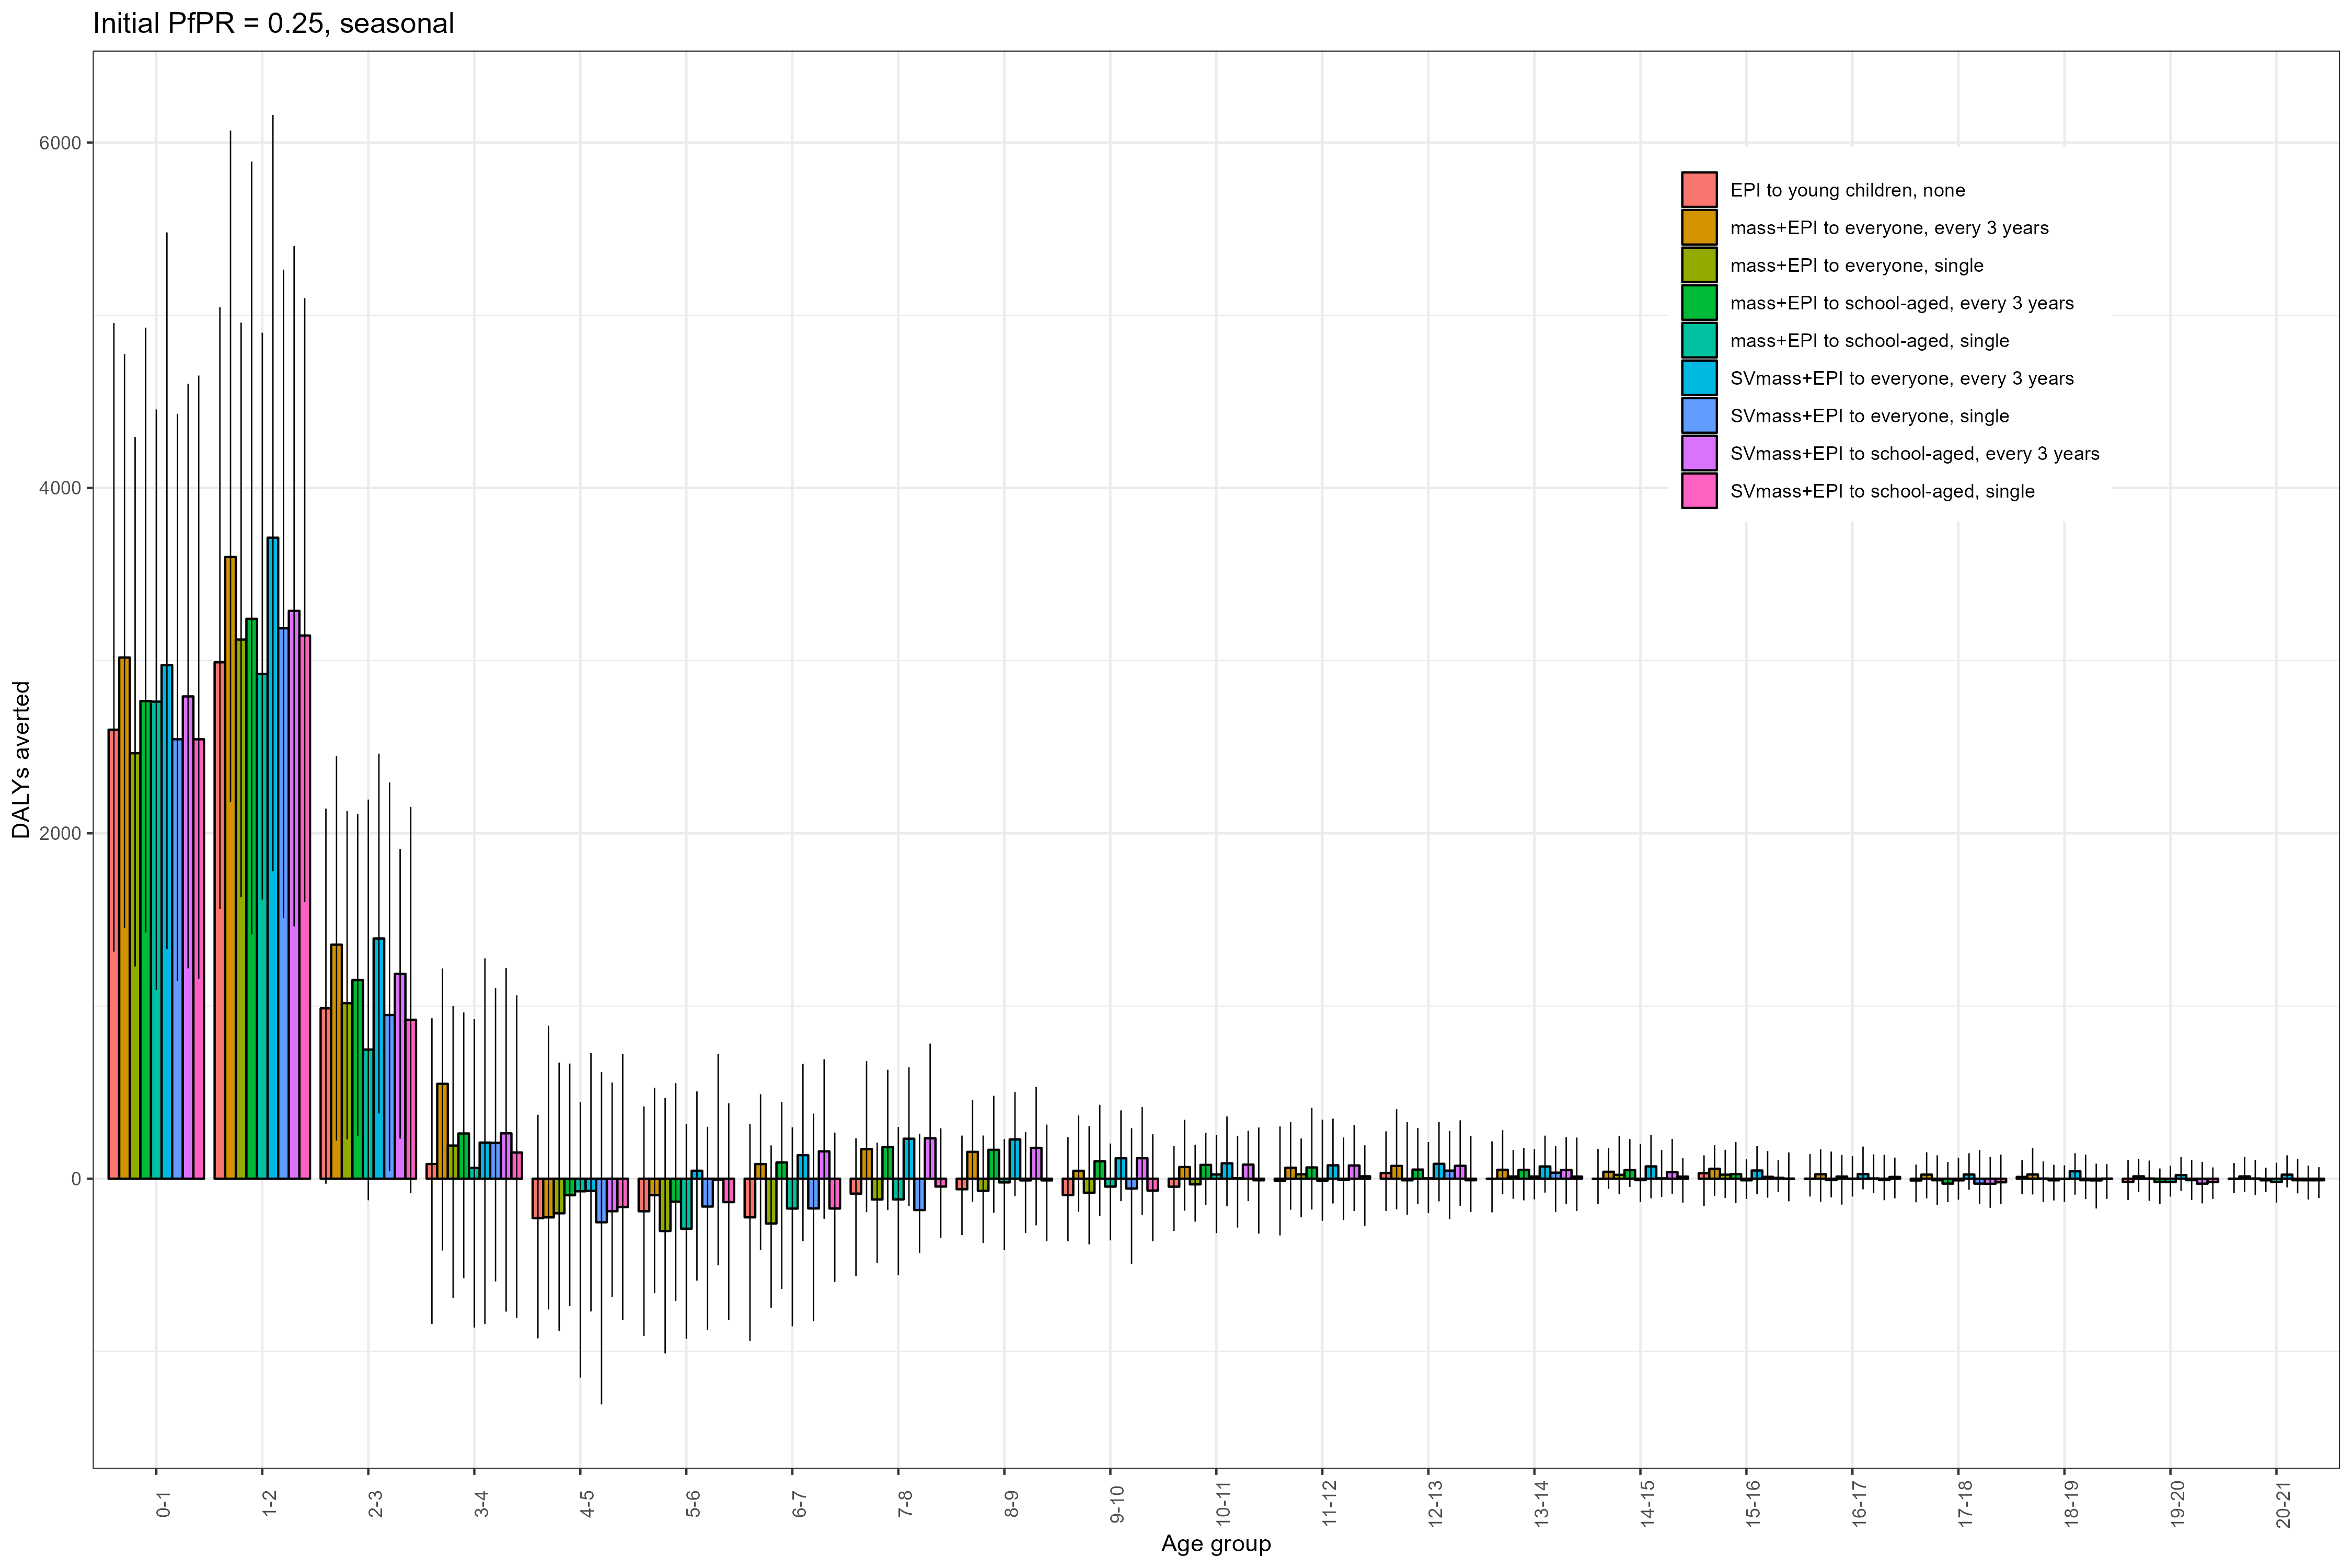 Initial PfPR = 0.25, seasonal
DALYs averted
6000
4000
2000
0
EPI to young children, none
mass+EPI to everyone, every 3 years
mass+EPI to everyone, single
mass+EPI to school-aged, every 3 years
mass+EPI to school-aged, single
SVmass+EPI to everyone, every 3 years
SVmass+EPI to everyone, single
SVmass+EPI to school-aged, every 3 years
SVmass+EPI to school-aged, single
0-1
1-2
2-3
3-4
4-5
5-6
6-7
7-8
8-9
9-10
10-11
11-12
12-13
13-14
14-15
15-16
16-17
17-18
18-19
19-20
20-21
Age group